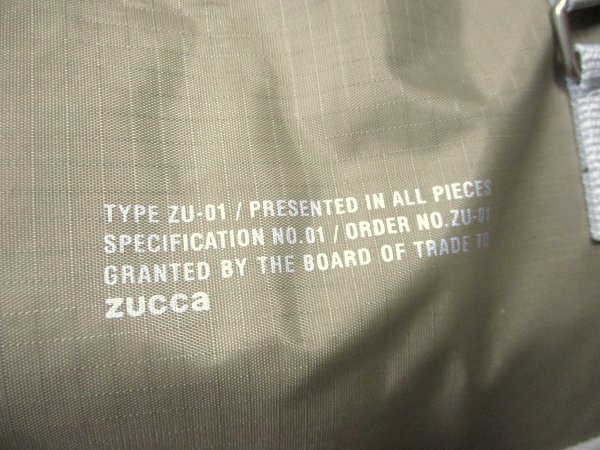 TYPE ZU-01 / PRESENTED IN ALL PIECES
SPECIFICATION NO.01 / ORDER NO.ZU-01
GRANTED BY THE BOARD OF TRADE TO
zucca